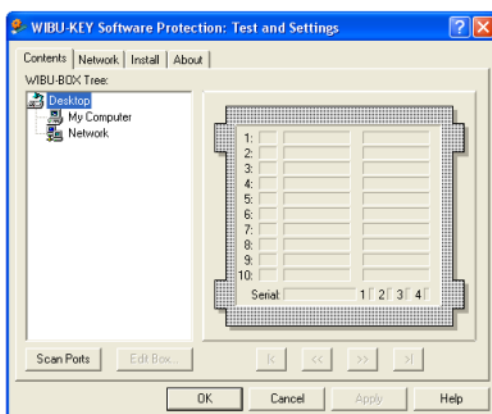 WIBU-KEY Software Protection: Test and Settings
Contents Network Install About
WIBU-BOX Tree:
Desktop
My Computer
Network
1:
2:
3:
4:
5:
6:
7:
8:
9:
10:
Serial: 1 2 3 4
Scan Ports Edit Box... |< << >> >|
OK Cancel Apply Help